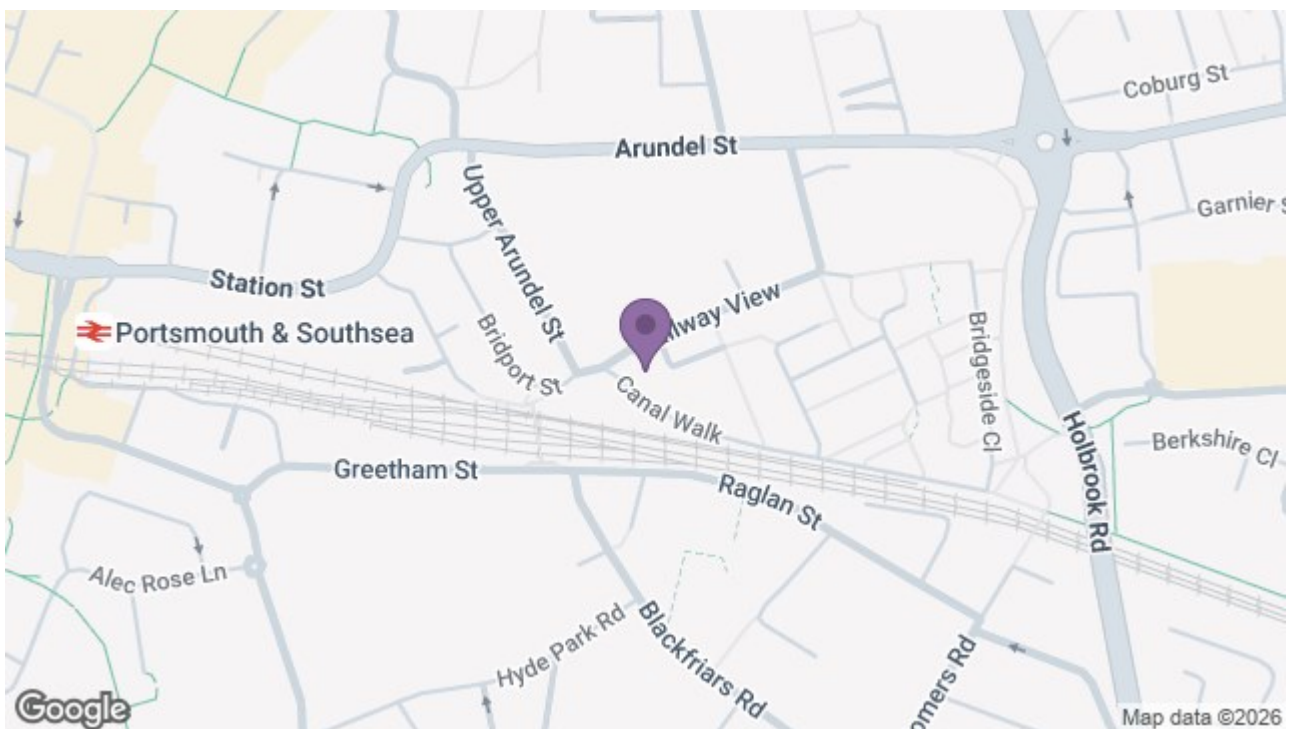 Coburg St
Arundel St
Upper Arundel St
Garnier S
Station St
Portsmouth & Southsea
ilway View
Bridport St
Canal Walk
Bridgeside Cl
Holbrook Rd
Berkshire Cl
Greetham St
Raglan St
Alec Rose Ln
Hyde Park Rd
Blackfriars Rd
omers Rd
Google
Map data ©2026